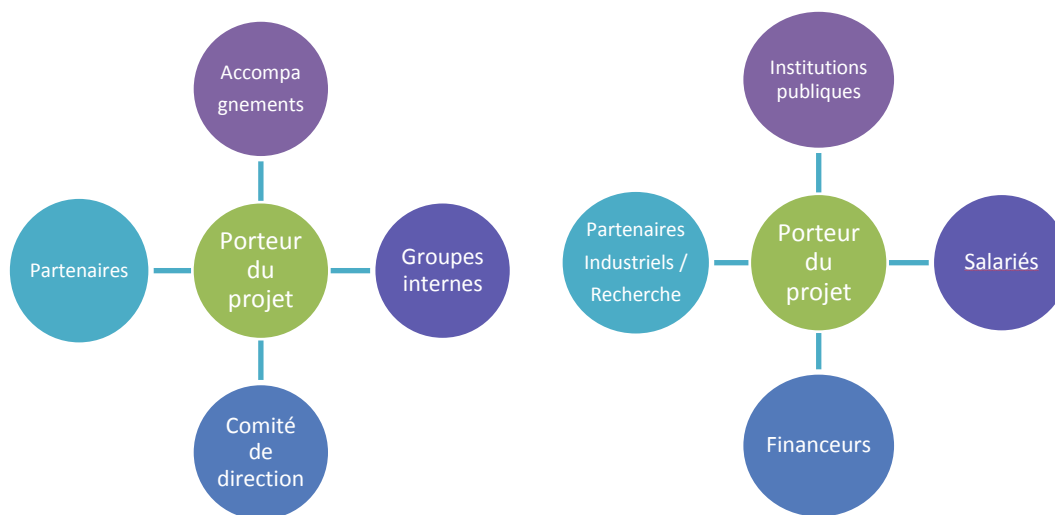 Accompa
gnements
Partenaires
Porteur
du
projet
Groupes
internes
Comité
de
direction
Institutions
publiques
Partenaires
Industriels /
Recherche
Porteur
du
projet
Salariés
Financeurs